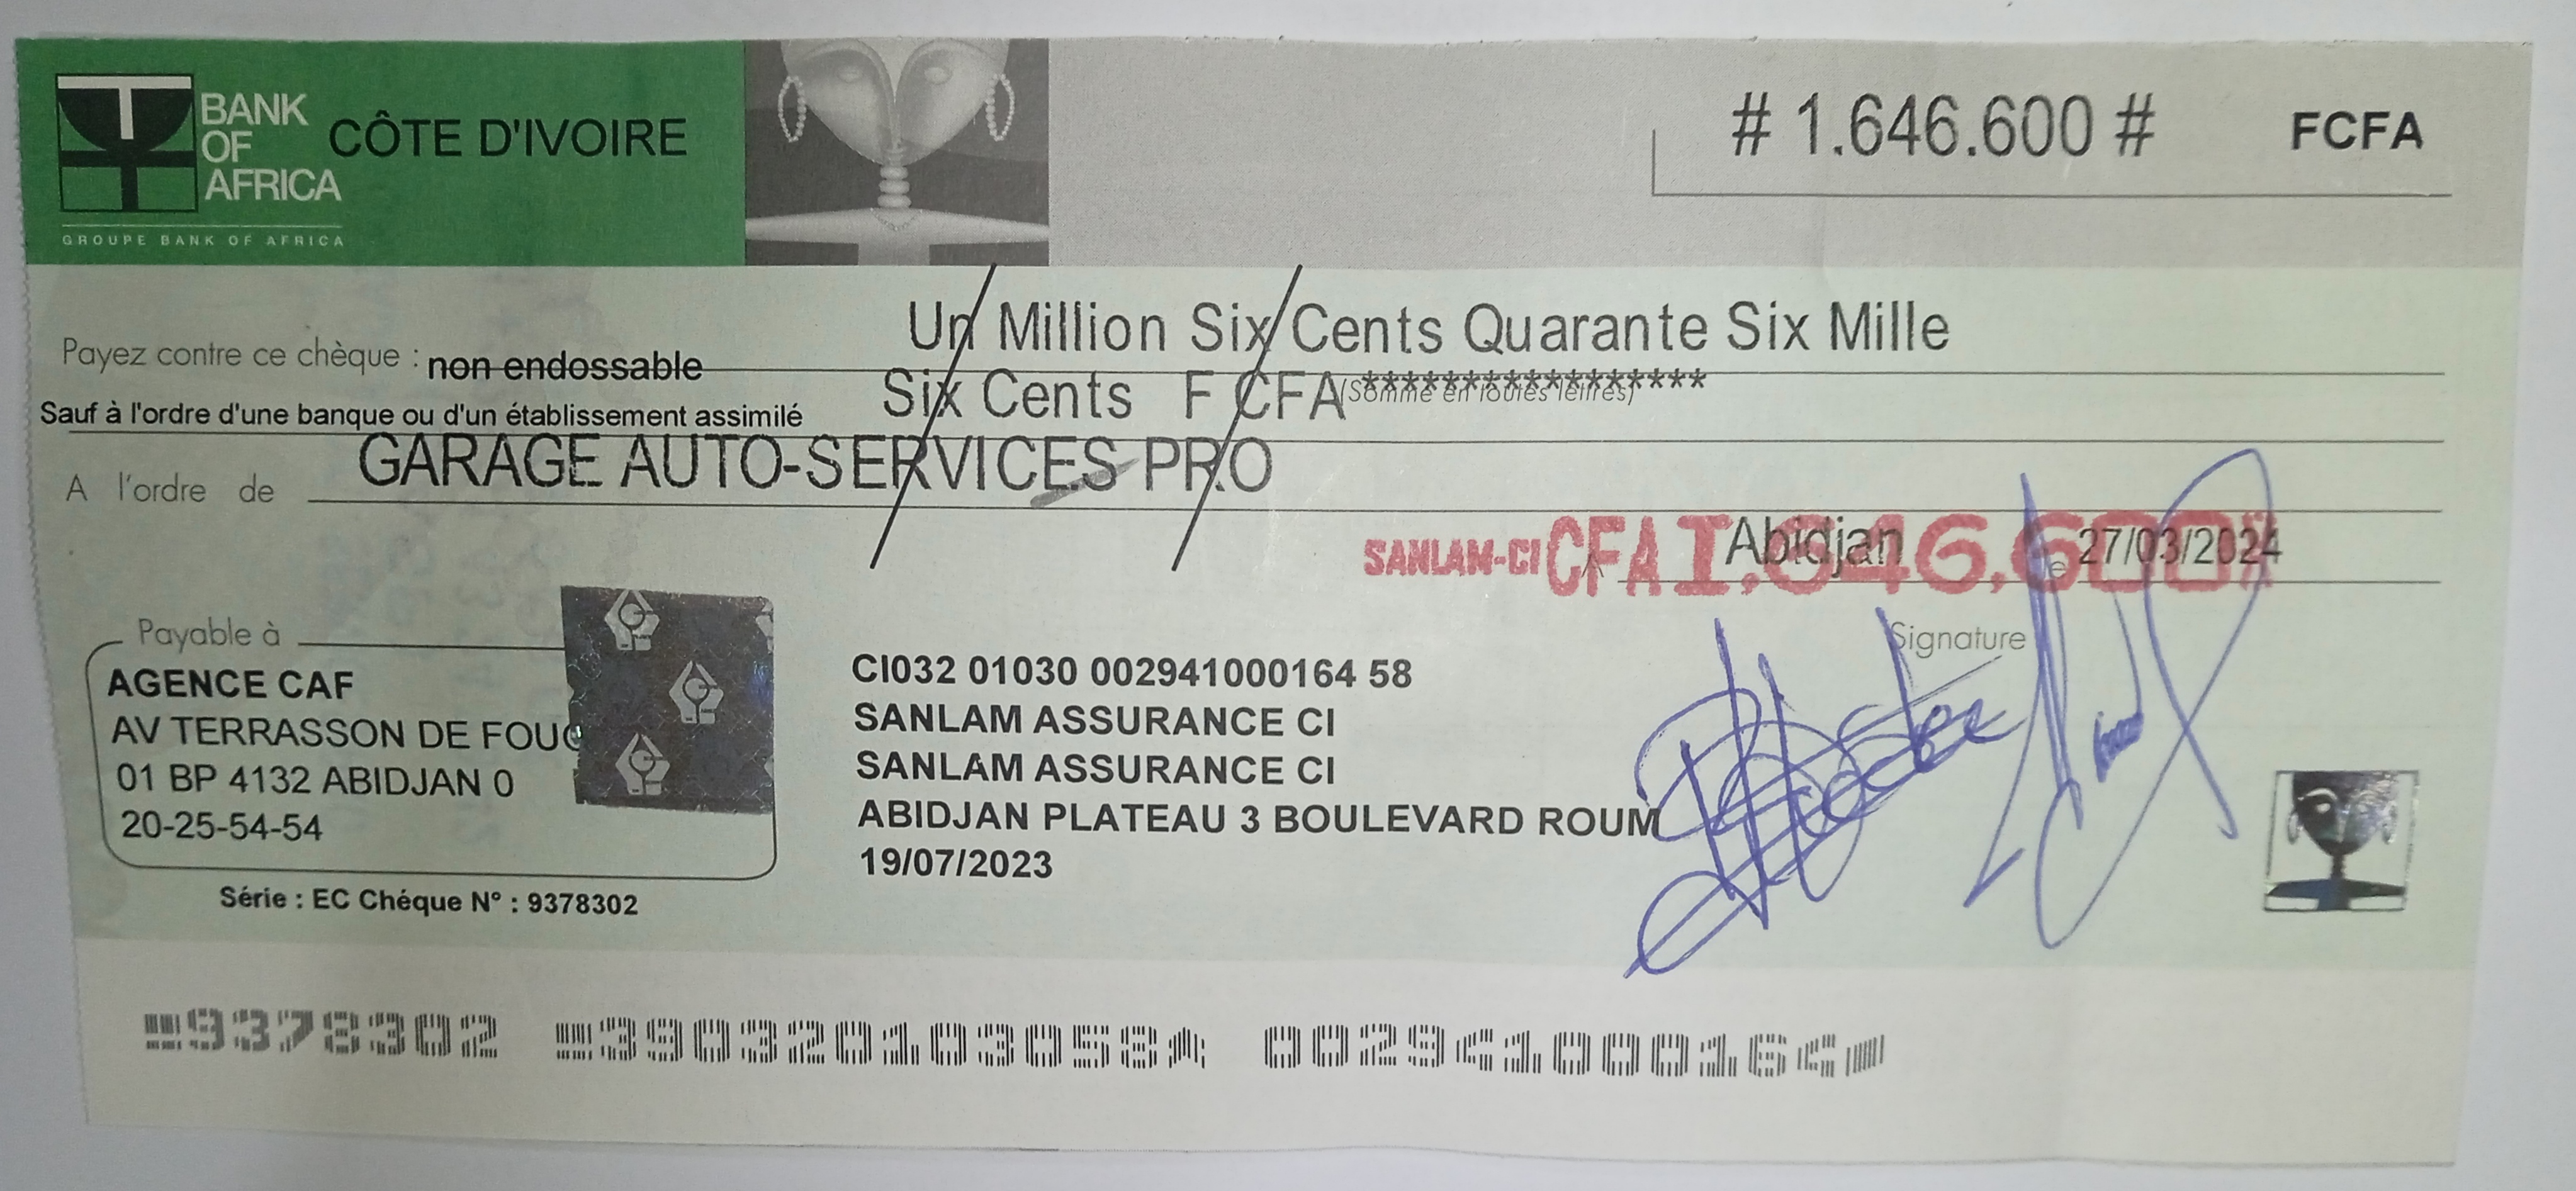 BANK
OF
AFRICA
CÔTE D'IVOIRE
GROUPE BANK OF AFRICA
# 1.646.600 # FCFA
Un Million Six Cents Quarante Six Mille
Payez contre ce chèque : non endossable
Six Cents F CFA*****************
(Somme en toutes lettres)
Sauf à l'ordre d'une banque ou d'un établissement assimilé
A l'ordre de GARAGE AUTO-SERVICES PRO
SANLAM-CI CFA 1,646,600
A Abidjan le 27/03/2024
Signature
Payable à
AGENCE CAF
AV TERRASSON DE FOUG
01 BP 4132 ABIDJAN 0
20-25-54-54
CI032 01030 002941000164 58
SANLAM ASSURANCE CI
SANLAM ASSURANCE CI
ABIDJAN PLATEAU 3 BOULEVARD ROUM
19/07/2023
Série : EC Chéque N° : 9378302
9378302 390320103058 002941000164